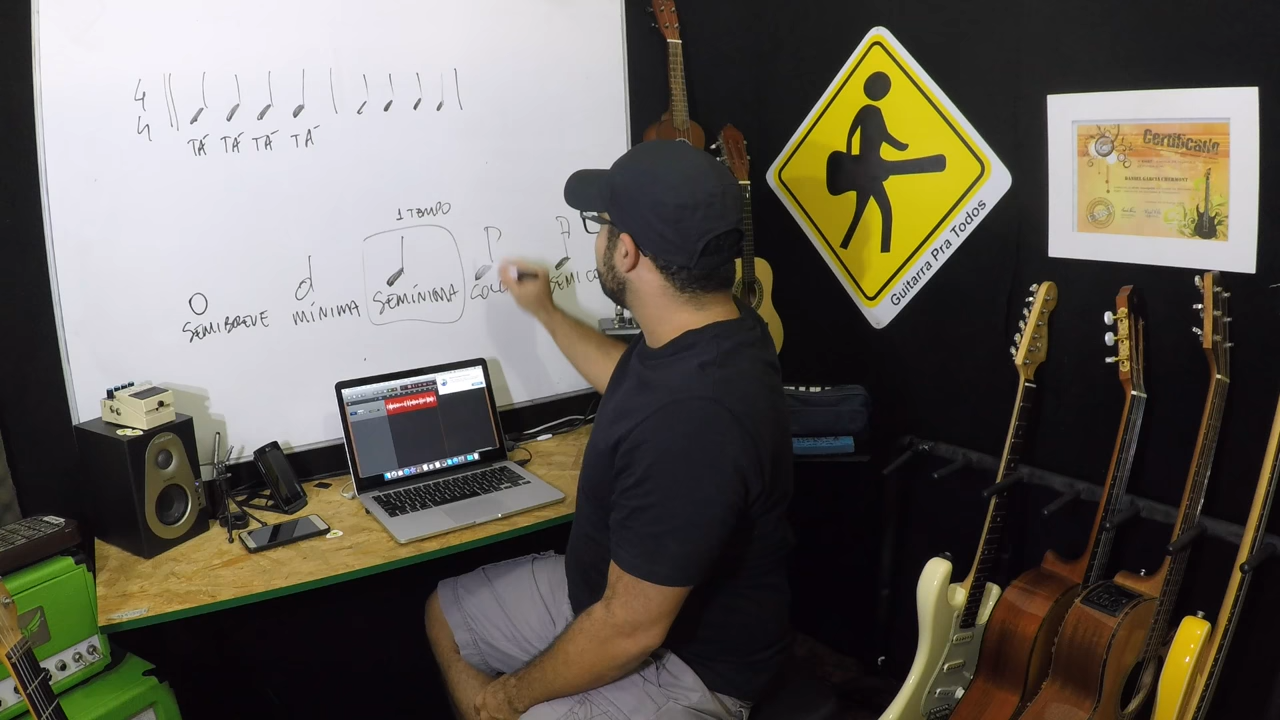 4
4
TÁ TÁ TÁ TÁ
1 TEMPO
SEMIBREVE MÍNIMA SEMÍNIMA
Guitarra Pra Todos
Certificado